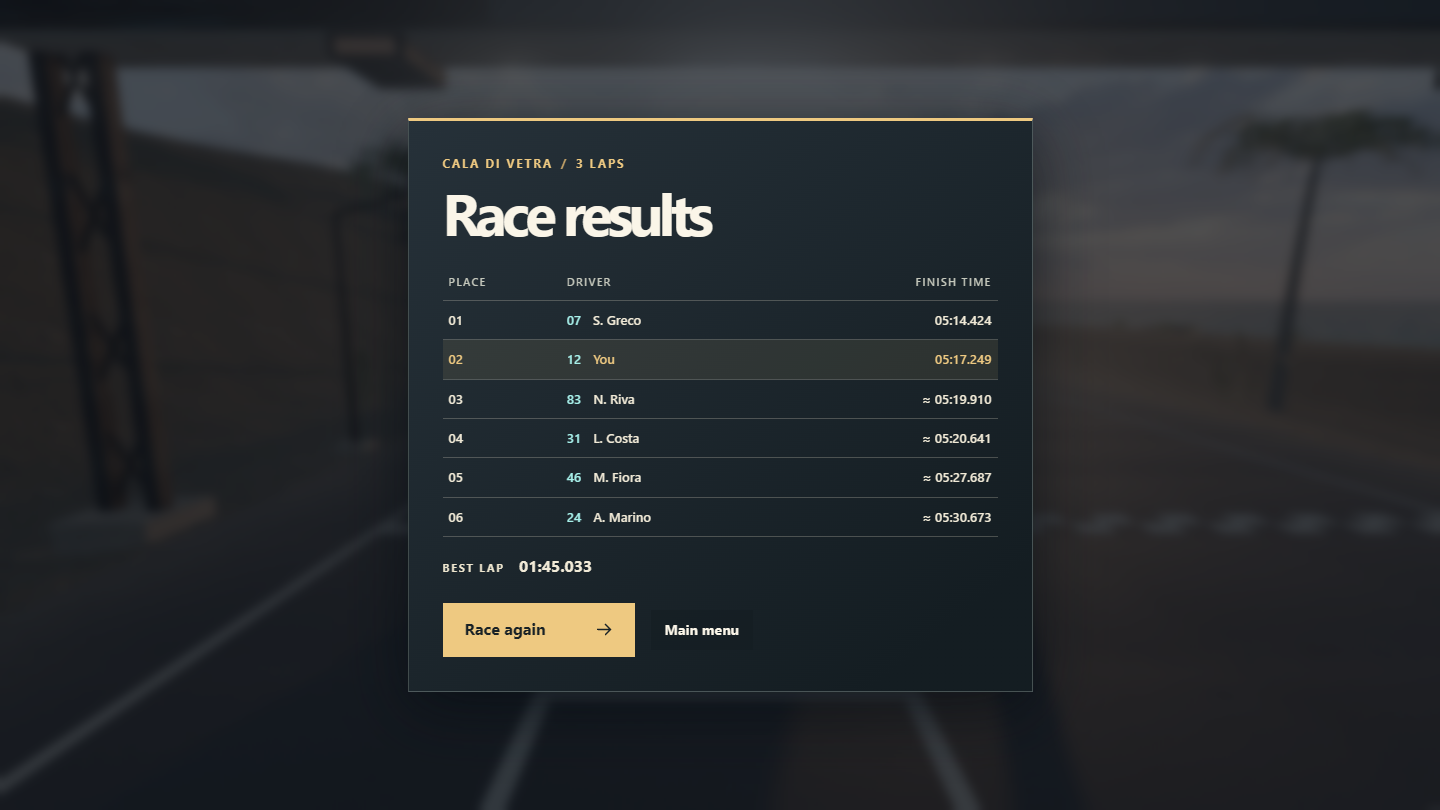 CALA DI VETRA / 3 LAPS
Race results
PLACE DRIVER FINISH TIME
01 07 S. Greco 05:14.424
02 12 You 05:17.249
03 83 N. Riva ≈ 05:19.910
04 31 L. Costa ≈ 05:20.641
05 46 M. Fiora ≈ 05:27.687
06 24 A. Marino ≈ 05:30.673
BEST LAP 01:45.033
Race again → Main menu